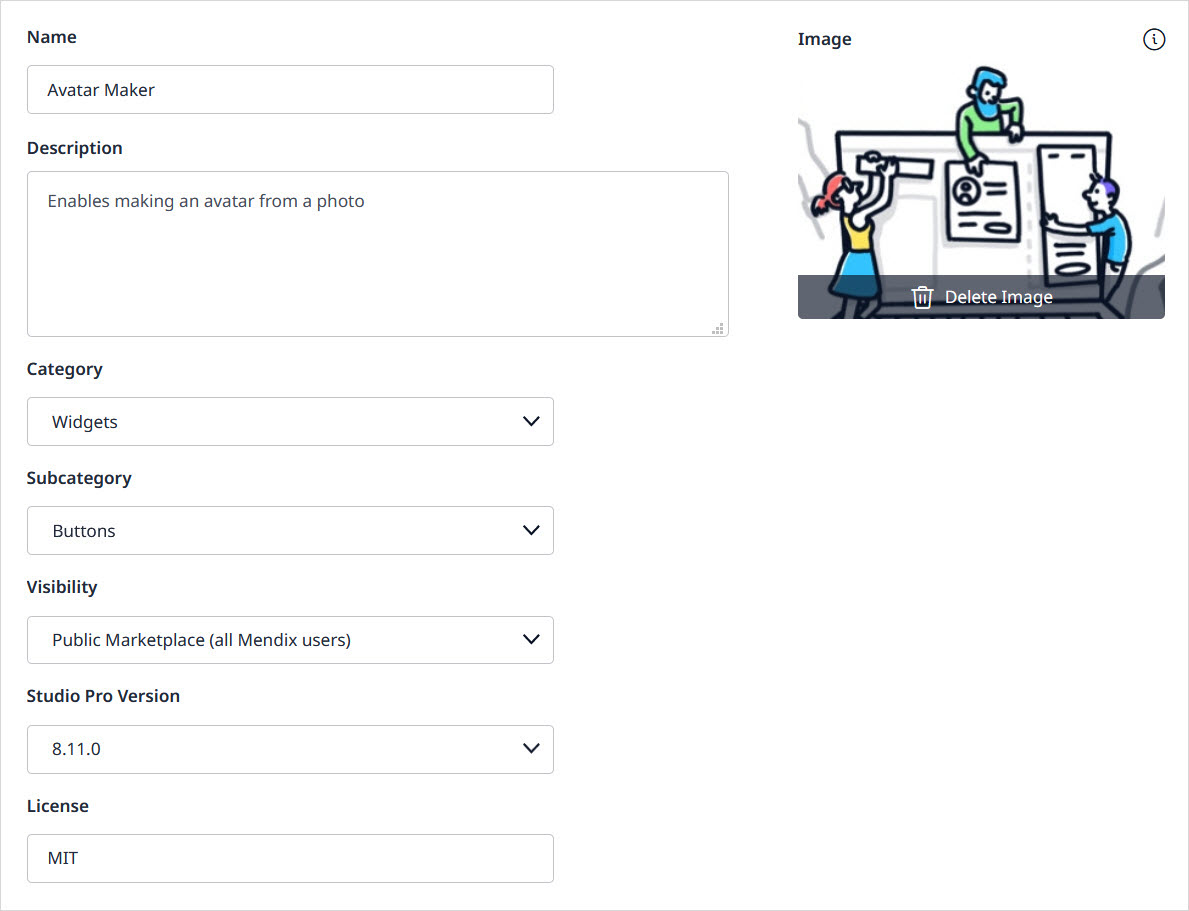 Name
Avatar Maker
Description
Enables making an avatar from a photo
Category
Widgets
Subcategory
Buttons
Visibility
Public Marketplace (all Mendix users)
Studio Pro Version
8.11.0
License
MIT
Image
Delete Image